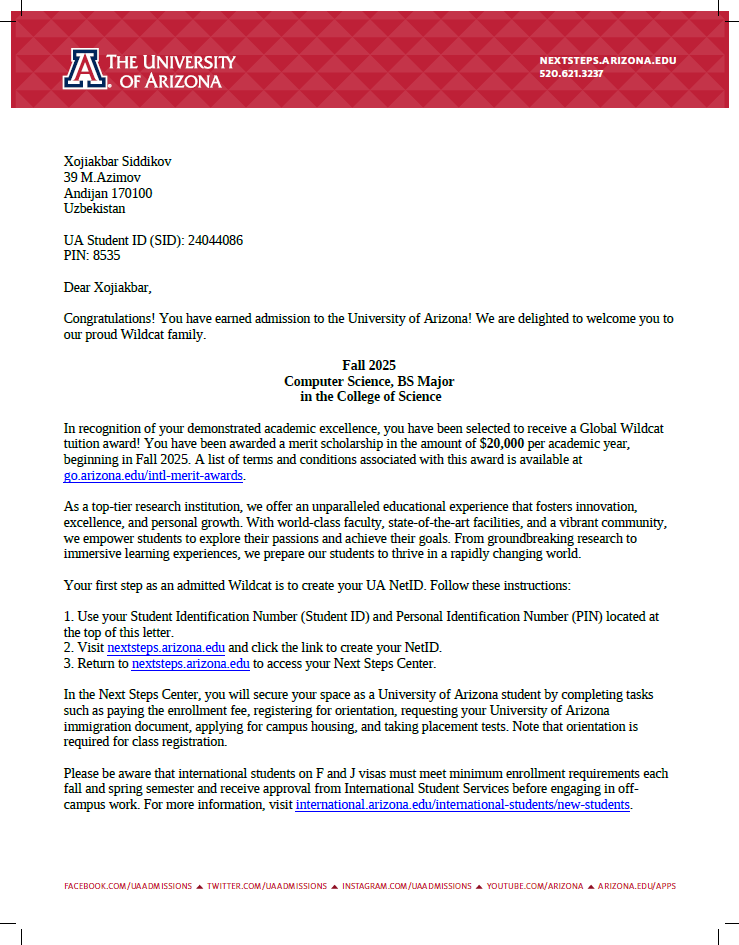 THE UNIVERSITY
OF ARIZONA
NEXTSTEPS.ARIZONA.EDU
520.621.3237
Xojiakbar Siddikov
39 M.Azimov
Andijan 170100
Uzbekistan
UA Student ID (SID): 24044086
PIN: 8535
Dear Xojiakbar,
Congratulations! You have earned admission to the University of Arizona! We are delighted to welcome you to
our proud Wildcat family.
Fall 2025
Computer Science, BS Major
in the College of Science
In recognition of your demonstrated academic excellence, you have been selected to receive a Global Wildcat
tuition award! You have been awarded a merit scholarship in the amount of $20,000 per academic year,
beginning in Fall 2025. A list of terms and conditions associated with this award is available at
go.arizona.edu/intl-merit-awards.
As a top-tier research institution, we offer an unparalleled educational experience that fosters innovation,
excellence, and personal growth. With world-class faculty, state-of-the-art facilities, and a vibrant community,
we empower students to explore their passions and achieve their goals. From groundbreaking research to
immersive learning experiences, we prepare our students to thrive in a rapidly changing world.
Your first step as an admitted Wildcat is to create your UA NetID. Follow these instructions:
1. Use your Student Identification Number (Student ID) and Personal Identification Number (PIN) located at
the top of this letter.
2. Visit nextsteps.arizona.edu and click the link to create your NetID.
3. Return to nextsteps.arizona.edu to access your Next Steps Center.
In the Next Steps Center, you will secure your space as a University of Arizona student by completing tasks
such as paying the enrollment fee, registering for orientation, requesting your University of Arizona
immigration document, applying for campus housing, and taking placement tests. Note that orientation is
required for class registration.
Please be aware that international students on F and J visas must meet minimum enrollment requirements each
fall and spring semester and receive approval from International Student Services before engaging in off-
campus work. For more information, visit international.arizona.edu/international-students/new-students.
FACEBOOK.COM/UAADMISSIONS ▲ TWITTER.COM/UAADMISSIONS ▲ INSTAGRAM.COM/UAADMISSIONS ▲ YOUTUBE.COM/ARIZONA ▲ ARIZONA.EDU/APPS